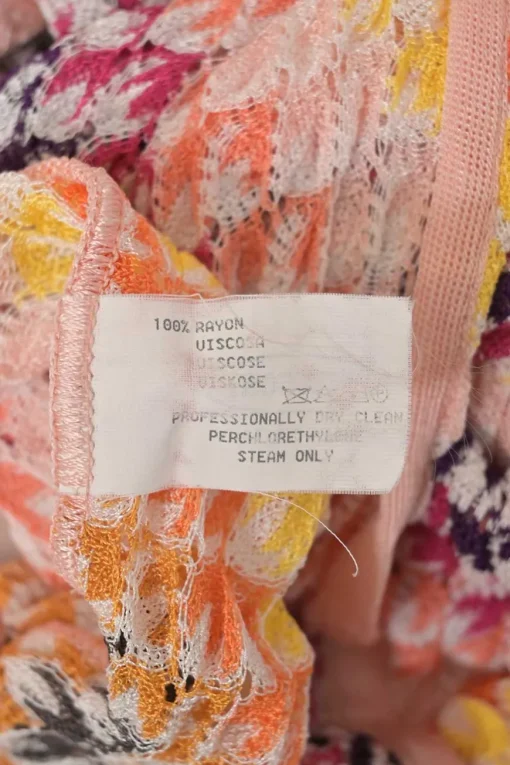 100% RAYON
VISCOSA
VISCOSE
VISKOSE
PROFESSIONALLY DRY CLEAN
PERCHLORETHYLENE
STEAM ONLY